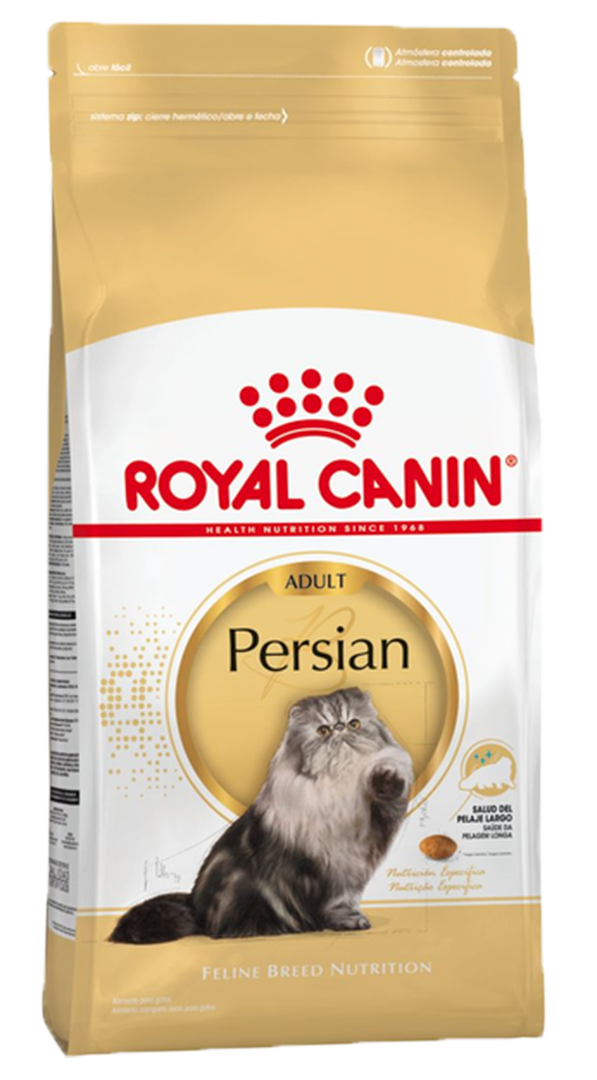 abre fácil
Atmósfera controlada
Atmosfera controlada
sistema zip: cierre hermético/abre e fecha
ROYAL CANIN®
HEALTH NUTRITION SINCE 1968
ADULT
Persian
SALUD DEL
PELAJE LARGO
SAÚDE DA
PELAGEM LONGA
Nutrición Específica
Nutrição Específica
FELINE BREED NUTRITION